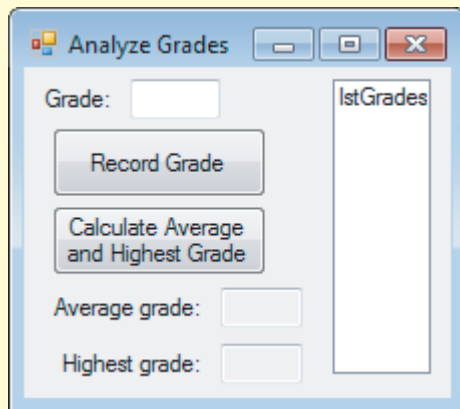 Analyze Grades
Grade:
lstGrades
Record Grade
Calculate Average
and Highest Grade
Average grade:
Highest grade: